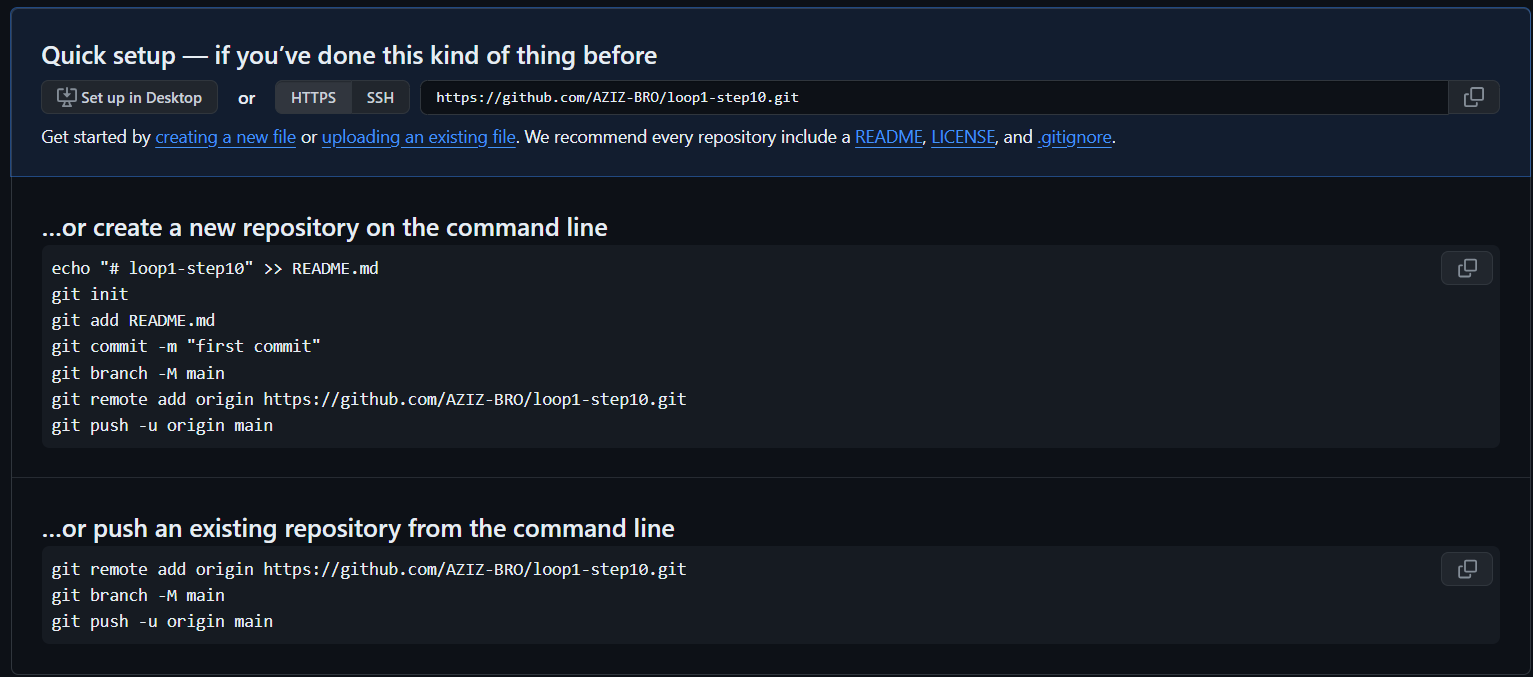 Quick setup — if you’ve done this kind of thing before
Set up in Desktop or HTTPS SSH https://github.com/AZIZ-BRO/loop1-step10.git
Get started by creating a new file or uploading an existing file. We recommend every repository include a README, LICENSE, and .gitignore.
…or create a new repository on the command line
echo "# loop1-step10" >> README.md
git init
git add README.md
git commit -m "first commit"
git branch -M main
git remote add origin https://github.com/AZIZ-BRO/loop1-step10.git
git push -u origin main
…or push an existing repository from the command line
git remote add origin https://github.com/AZIZ-BRO/loop1-step10.git
git branch -M main
git push -u origin main